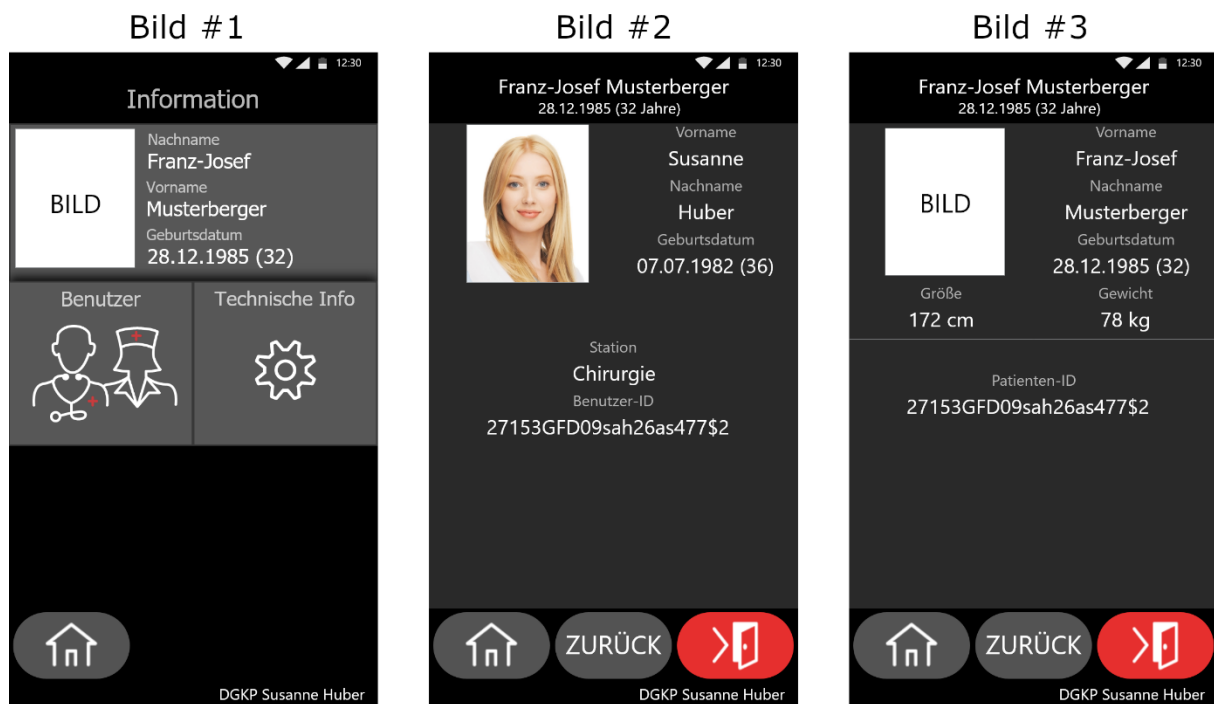 Bild #1
12:30
Information
BILD
Nachname
Franz-Josef
Vorname
Musterberger
Geburtsdatum
28.12.1985 (32)
Benutzer
Technische Info
DGKP Susanne Huber
Bild #2
12:30
Franz-Josef Musterberger
28.12.1985 (32 Jahre)
Vorname
Susanne
Nachname
Huber
Geburtsdatum
07.07.1982 (36)
Station
Chirurgie
Benutzer-ID
27153GFD09sah26as477$2
ZURÜCK
DGKP Susanne Huber
Bild #3
12:30
Franz-Josef Musterberger
28.12.1985 (32 Jahre)
BILD
Vorname
Franz-Josef
Nachname
Musterberger
Geburtsdatum
28.12.1985 (32)
Größe
Gewicht
172 cm
78 kg
Patienten-ID
27153GFD09sah26as477$2
ZURÜCK
DGKP Susanne Huber